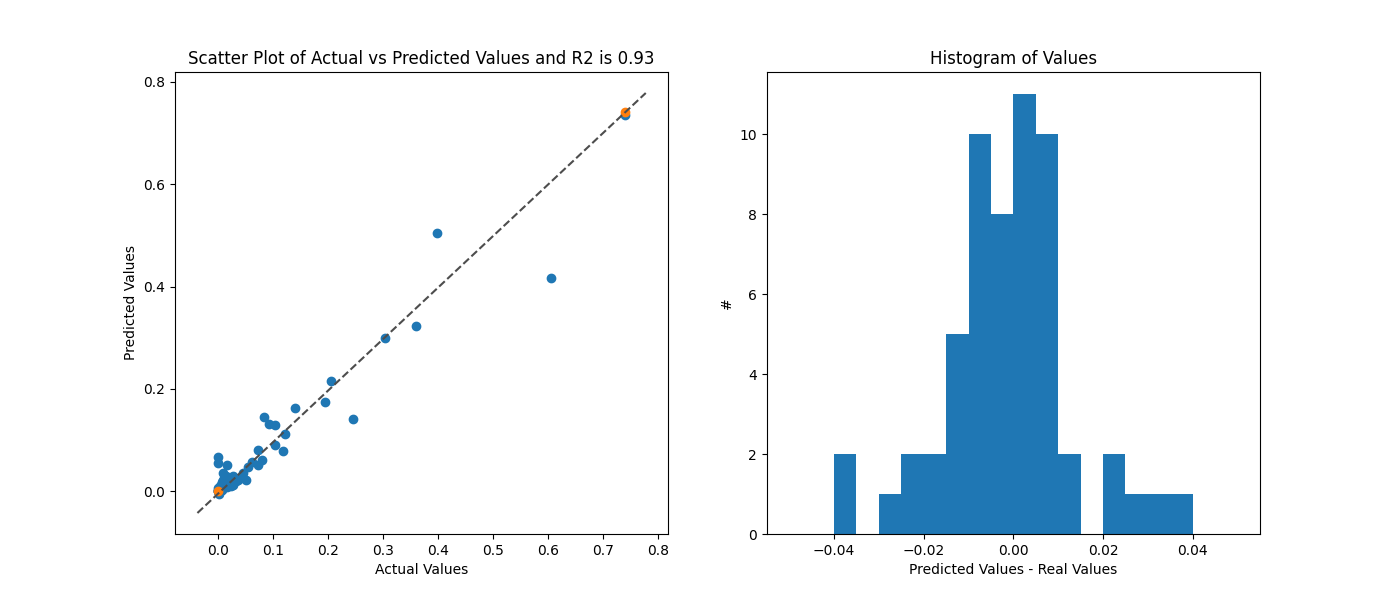 Scatter Plot of Actual vs Predicted Values and R2 is 0.93
Predicted Values
0.8
0.6
0.4
0.2
0.0
0.0 0.1 0.2 0.3 0.4 0.5 0.6 0.7 0.8
Actual Values
Histogram of Values
#
10
8
6
4
2
0
−0.04 −0.02 0.00 0.02 0.04
Predicted Values - Real Values